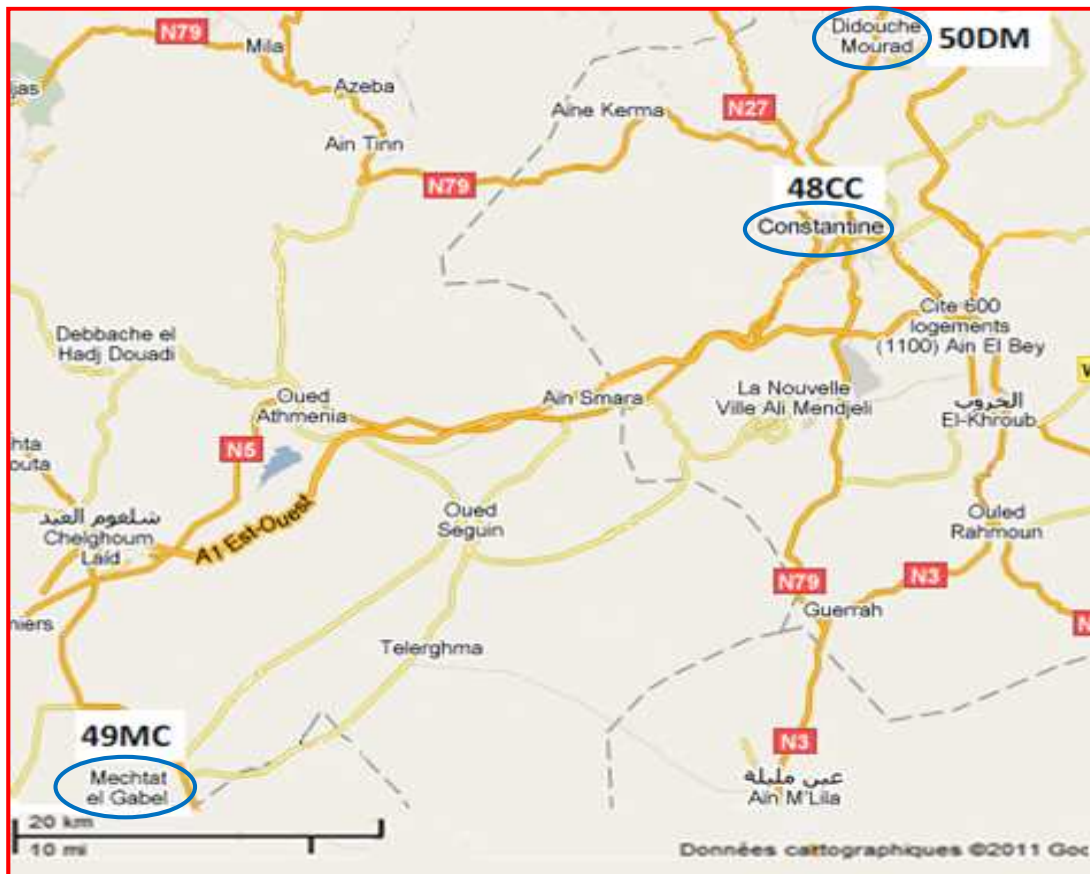 N79
Mila
Didouche
Mourad
50DM
Azeba
Aine Kerma
N27
Ain Tinn
N79
48CC
Constantine
Debbache el
Hadj Douadi
Cite 600
logements
(1100) Ain El Bey
Oued
Athmenia
Ain Smara
La Nouvelle
Ville Ali Mendjeli
الخروب
El-Khroub
N5
شلغوم العيد
Chelghoum
Laid
A1 Est-Ouest
Oued
Seguin
Ouled
Rahmoun
N79
N3
Guerrah
Telerghma
49MC
Mechtat
el Gabel
N3
عين مليلة
Ain M'Lila
20 km
10 mi
Données cartographiques ©2011 Goo